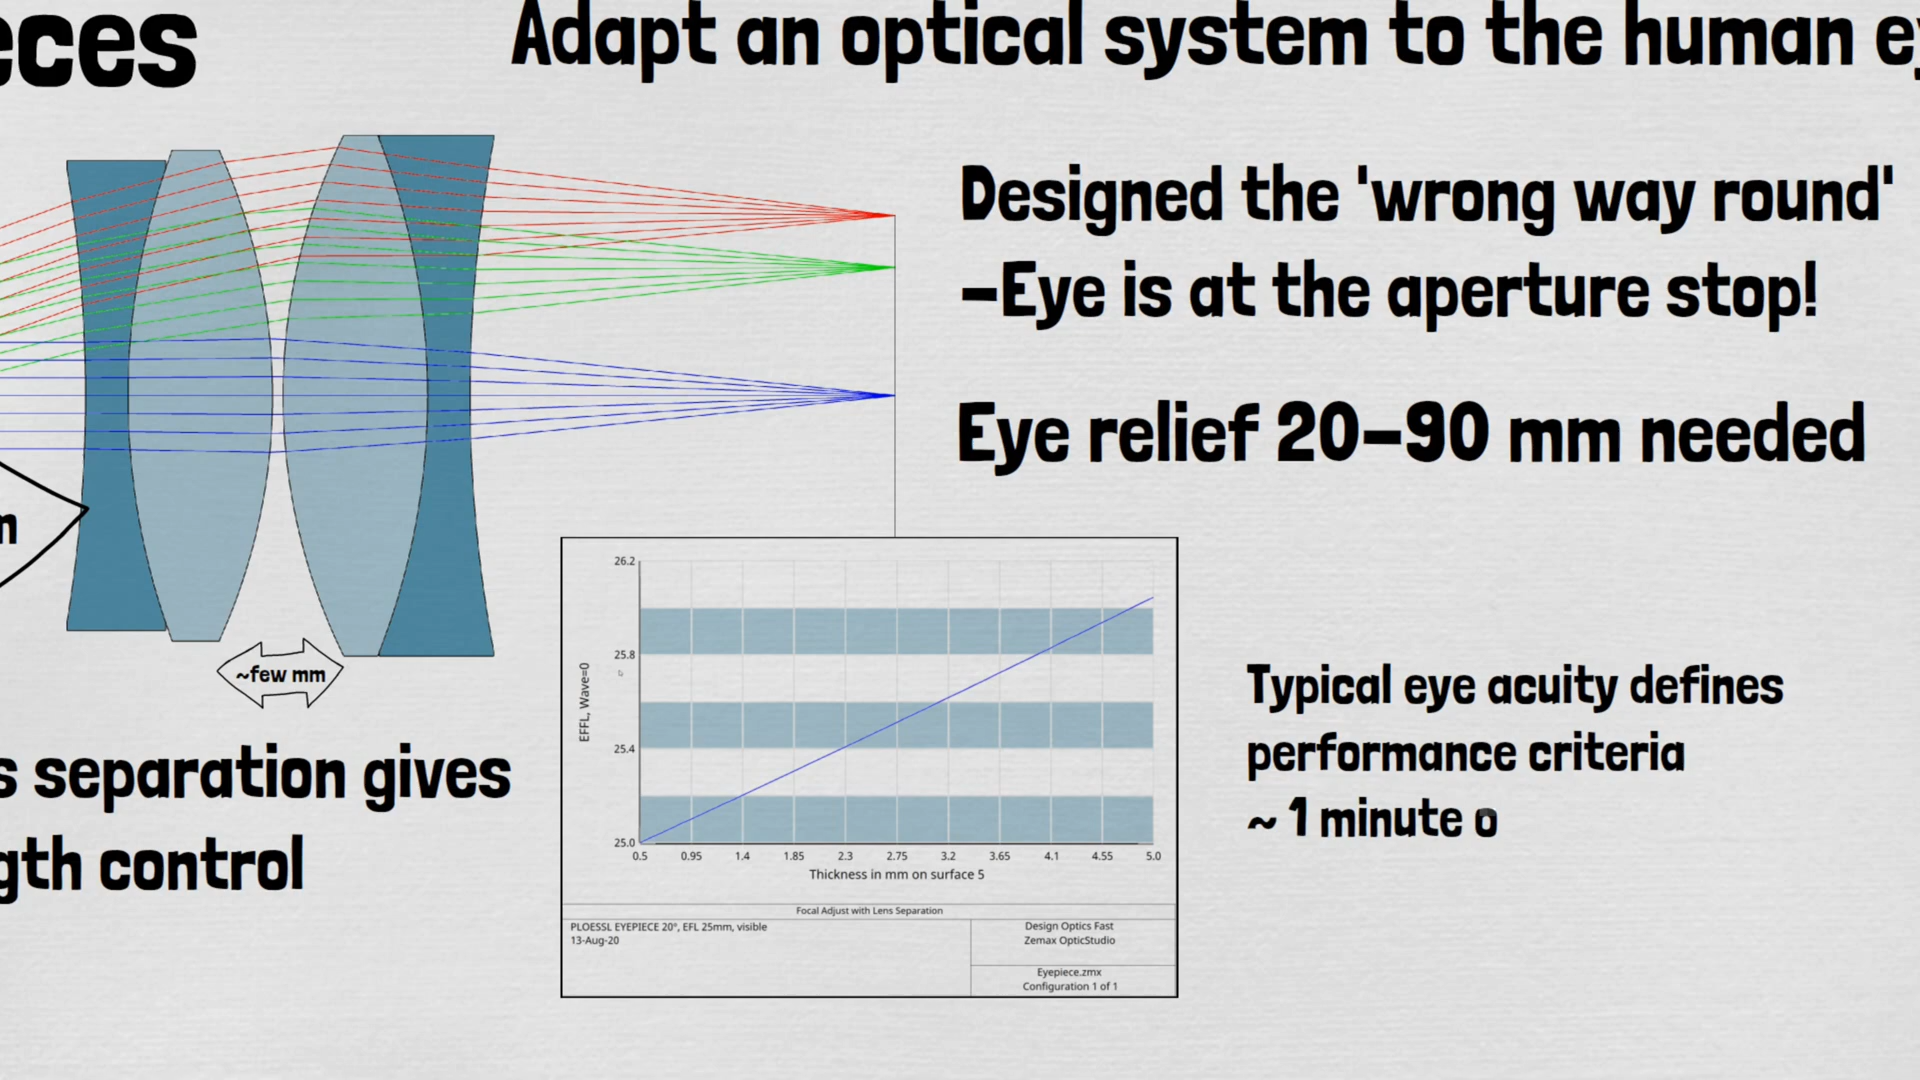 eces
Adapt an optical system to the human ey
Designed the 'wrong way round'
-Eye is at the aperture stop!
Eye relief 20-90 mm needed
m
~few mm
s separation gives
gth control
26.2
25.8
25.4
25.0
EFFL, Wave=0
0.5 0.95 1.4 1.85 2.3 2.75 3.2 3.65 4.1 4.55 5.0
Thickness in mm on surface 5
Focal Adjust with Lens Separation
PLOESSL EYEPIECE 20°, EFL 25mm, visible
13-Aug-20
Design Optics Fast
Zemax OpticStudio
Eyepiece.zmx
Configuration 1 of 1
Typical eye acuity defines
performance criteria
~ 1 minute o